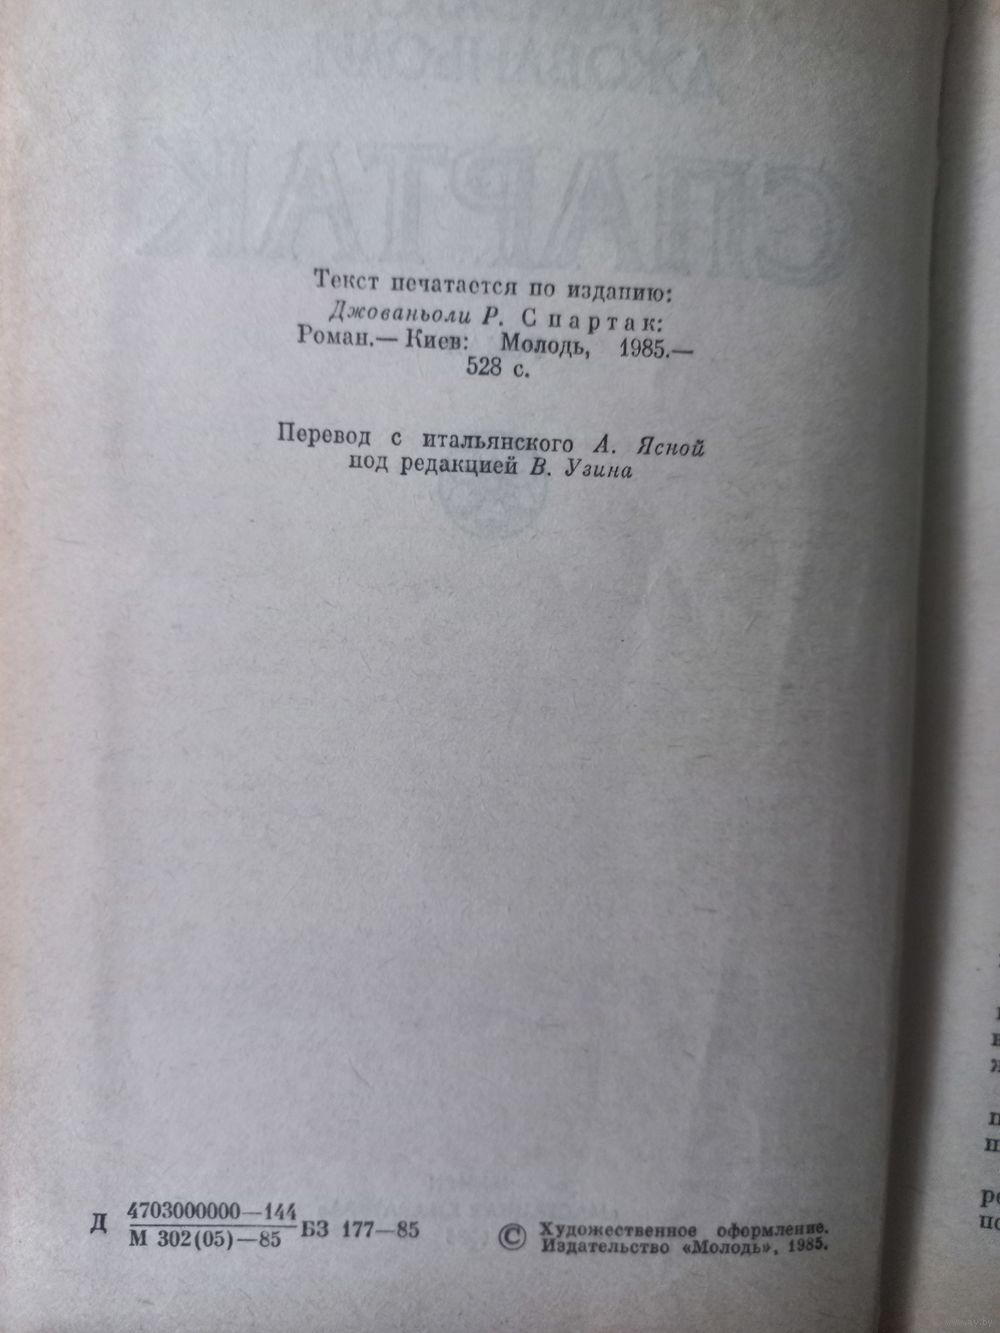 Текст печатается по изданию:
Джованьоли Р. Спартак:
Роман.— Киев: Молодь, 1985.—
528 с.
Перевод с итальянского А. Ясной
под редакцией В. Узина
Д 4703000000—144
М 302(05)—85
БЗ 177—85
© Художественное оформление.
Издательство «Молодь», 1985.